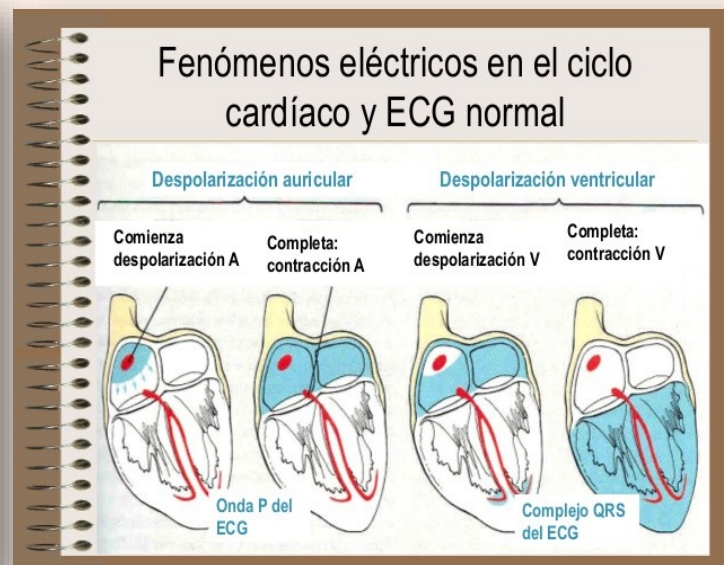 Fenómenos eléctricos en el ciclo
cardíaco y ECG normal
Despolarización auricular
Despolarización ventricular
Comienza
despolarización A
Completa:
contracción A
Comienza
despolarización V
Completa:
contracción V
Onda P del
ECG
Complejo QRS
del ECG